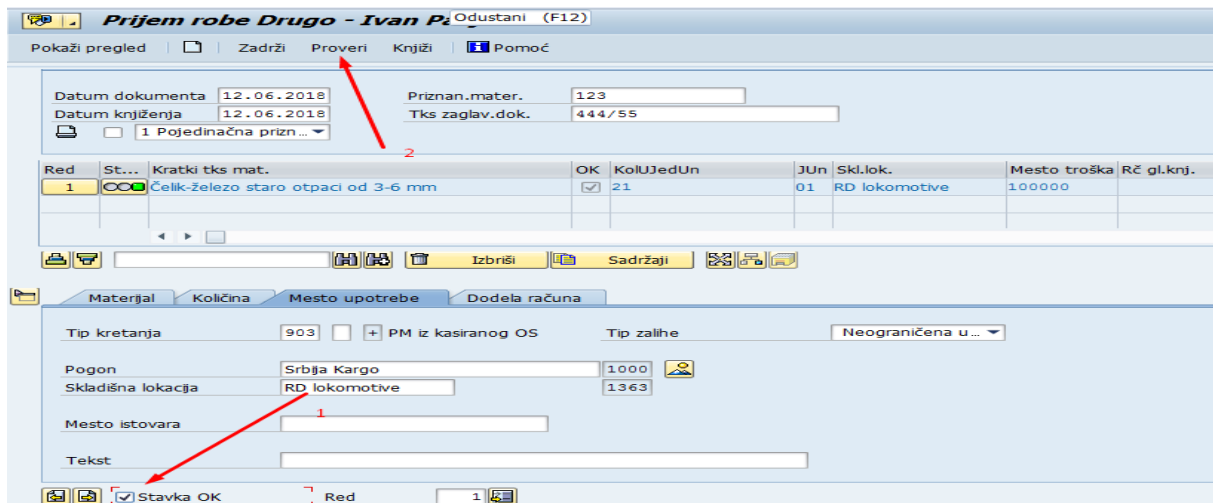 Prijem robe Drugo - Ivan Pa
Odustani (F12)
Pokaži pregled Zadrži Proveri Knjiži Pomoć
Datum dokumenta 12.06.2018 Priznan.mater. 123
Datum knjiženja 12.06.2018 Tks zaglav.dok. 444/55
1 Pojedinačna prizn...
2
Red St... Kratki tks mat. OK KolUJedUn JUn Skl.lok. Mesto troška Rč gl.knj.
1 Čelik-železo staro otpaci od 3-6 mm 21 01 RD lokomotive 100000
Izbriši Sadržaji
Materijal Količina Mesto upotrebe Dodela računa
Tip kretanja 903 + PM iz kasiranog OS Tip zalihe Neograničena u...
Pogon Srbija Kargo 1000
Skladišna lokacija RD lokomotive 1363
1
Mesto istovara
Tekst
Stavka OK Red 1